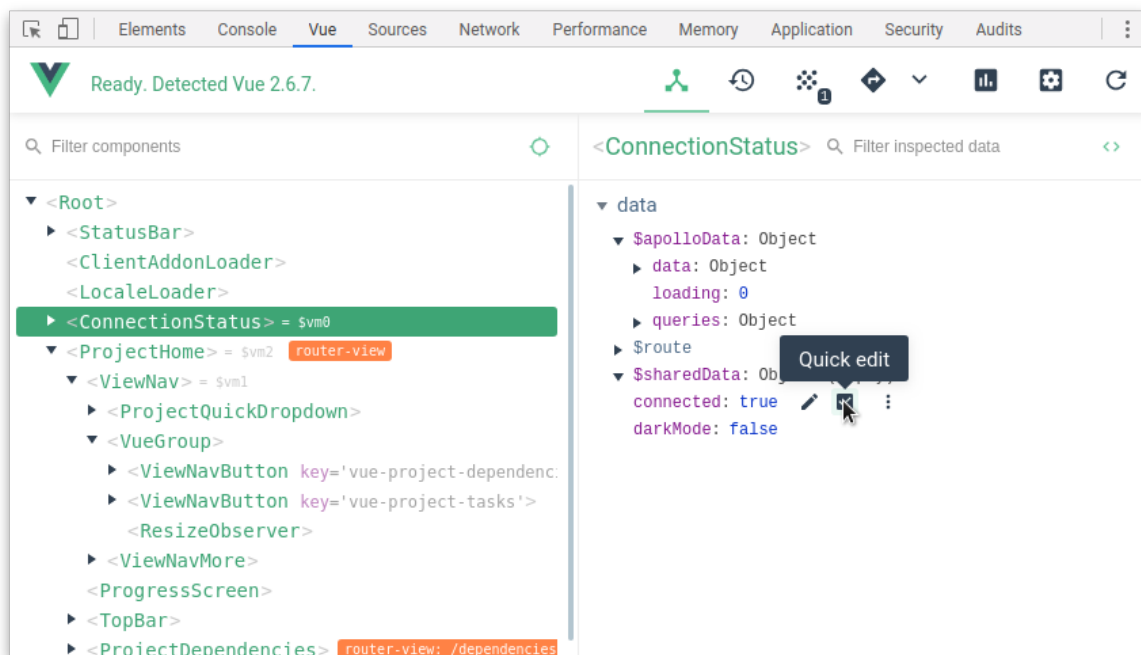 Elements Console Vue Sources Network Performance Memory Application Security Audits
Ready. Detected Vue 2.6.7.
1
Filter components
<ConnectionStatus> Filter inspected data <>
<Root>
<StatusBar>
<ClientAddonLoader>
<LocaleLoader>
<ConnectionStatus> = $vm0
<ProjectHome> = $vm2 router-view
<ViewNav> = $vm1
<ProjectQuickDropdown>
<VueGroup>
<ViewNavButton key='vue-project-dependenc
<ViewNavButton key='vue-project-tasks'>
<ResizeObserver>
<ViewNavMore>
<ProgressScreen>
<TopBar>
<ProjectDependencies> router-view: /dependencies
data
$apolloData: Object
data: Object
loading: 0
queries: Object
$route
Quick edit
$sharedData:
connected: true
darkMode: false